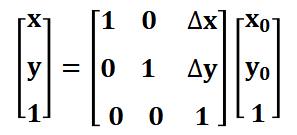 [x] [1 0 Δx] [x₀]
[y] = [0 1 Δy] [y₀]
[1] [0 0 1] [1]